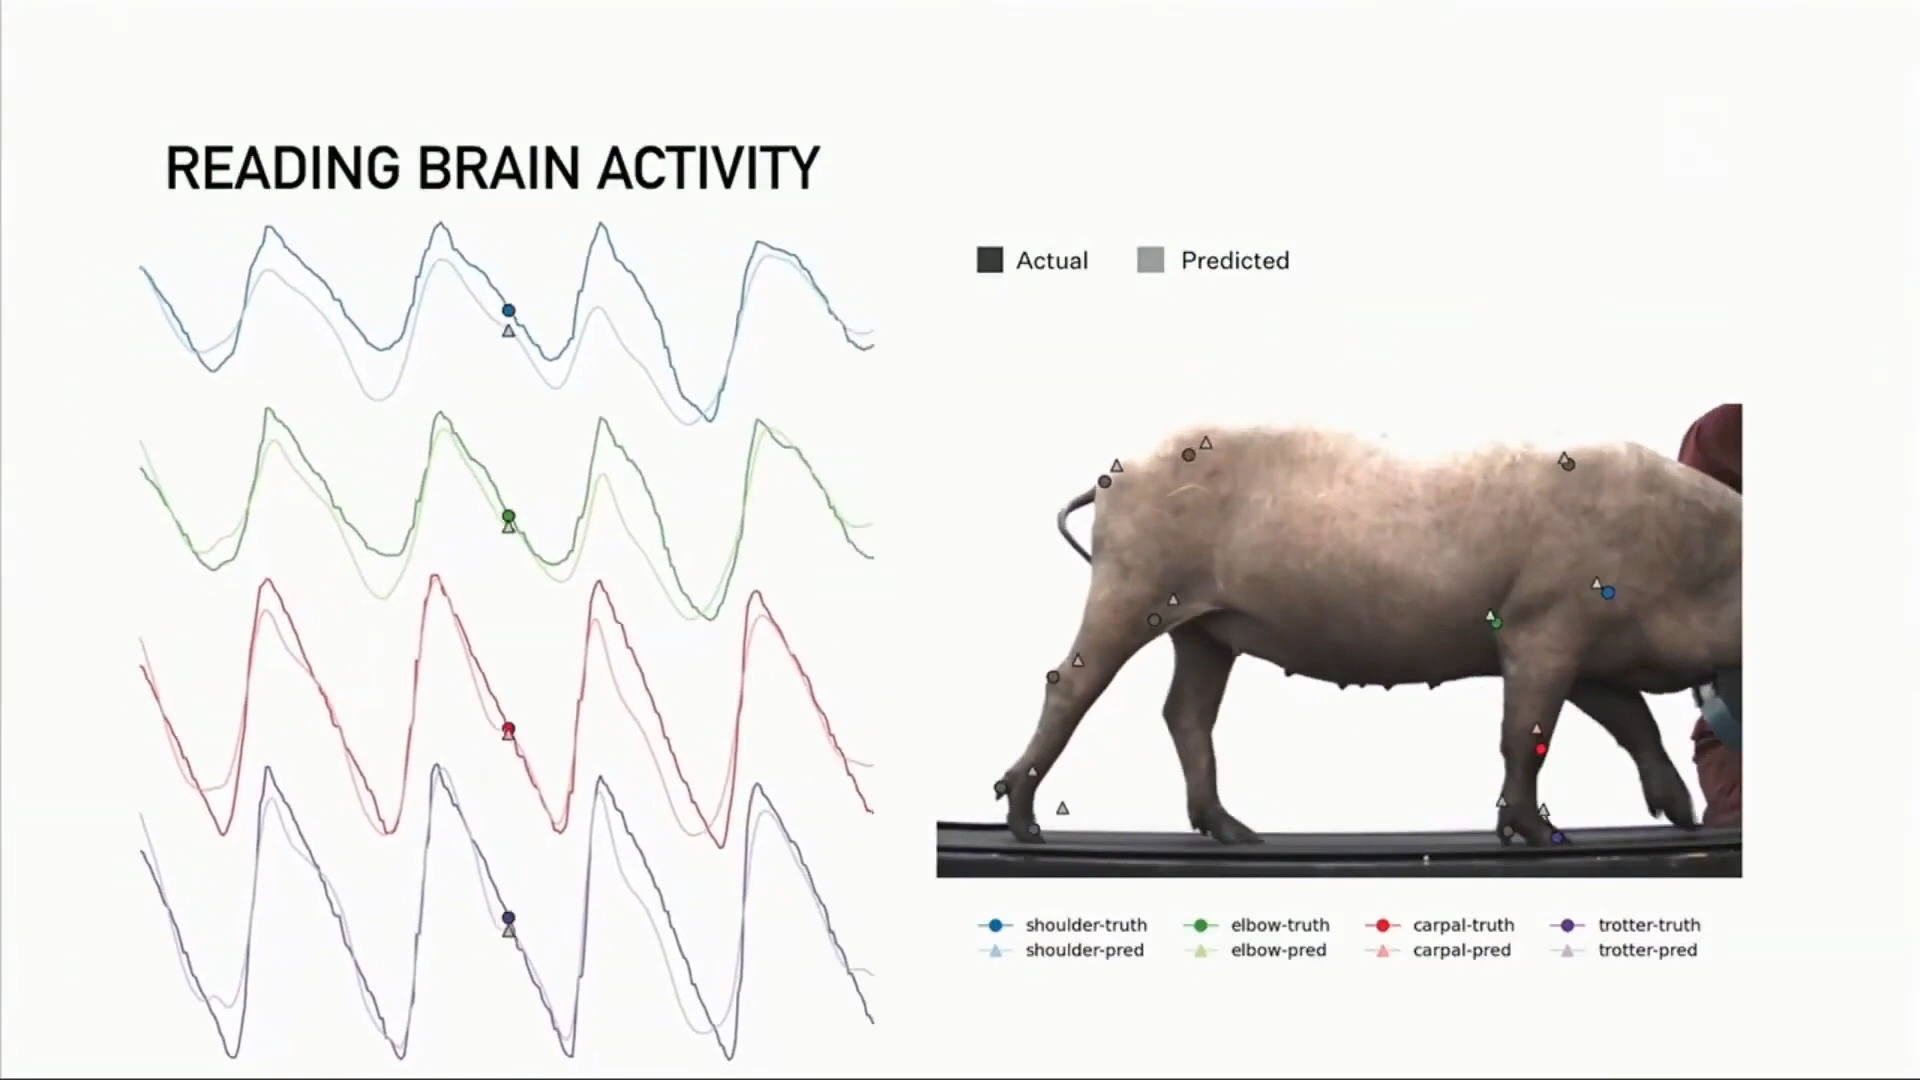 READING BRAIN ACTIVITY
Actual Predicted
shoulder-truth elbow-truth carpal-truth trotter-truth
shoulder-pred elbow-pred carpal-pred trotter-pred